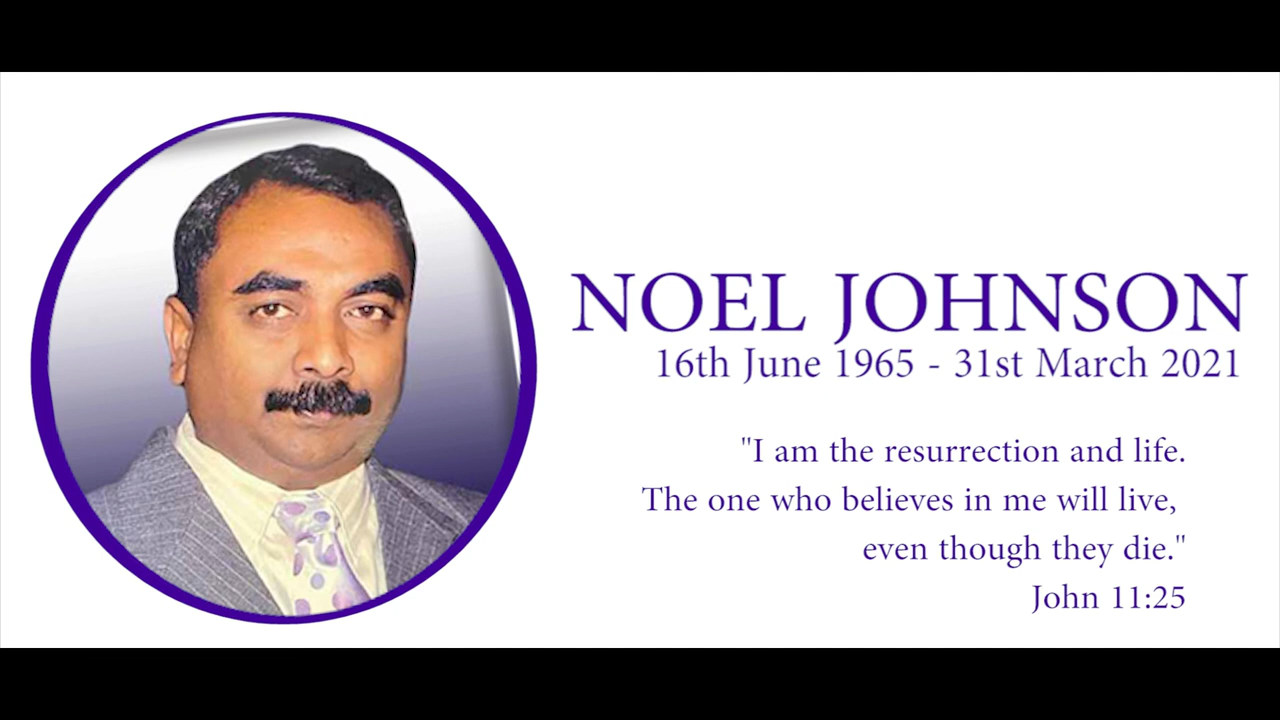 NOEL JOHNSON
16th June 1965 - 31st March 2021
"I am the resurrection and life.
The one who believes in me will live,
even though they die."
John 11:25